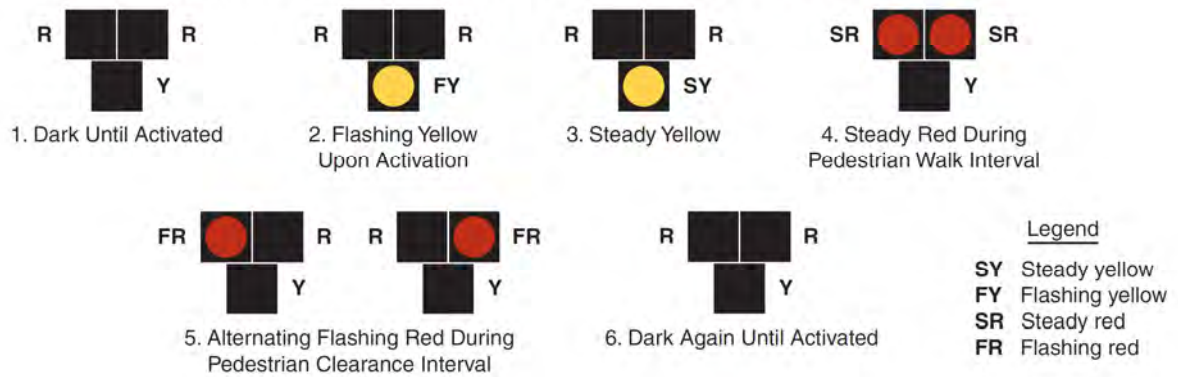 R R
Y
1. Dark Until Activated
R R
FY
2. Flashing Yellow
Upon Activation
R R
SY
3. Steady Yellow
SR SR
Y
4. Steady Red During
Pedestrian Walk Interval
FR R
Y
R FR
Y
5. Alternating Flashing Red During
Pedestrian Clearance Interval
R R
Y
6. Dark Again Until Activated
Legend
SY Steady yellow
FY Flashing yellow
SR Steady red
FR Flashing red